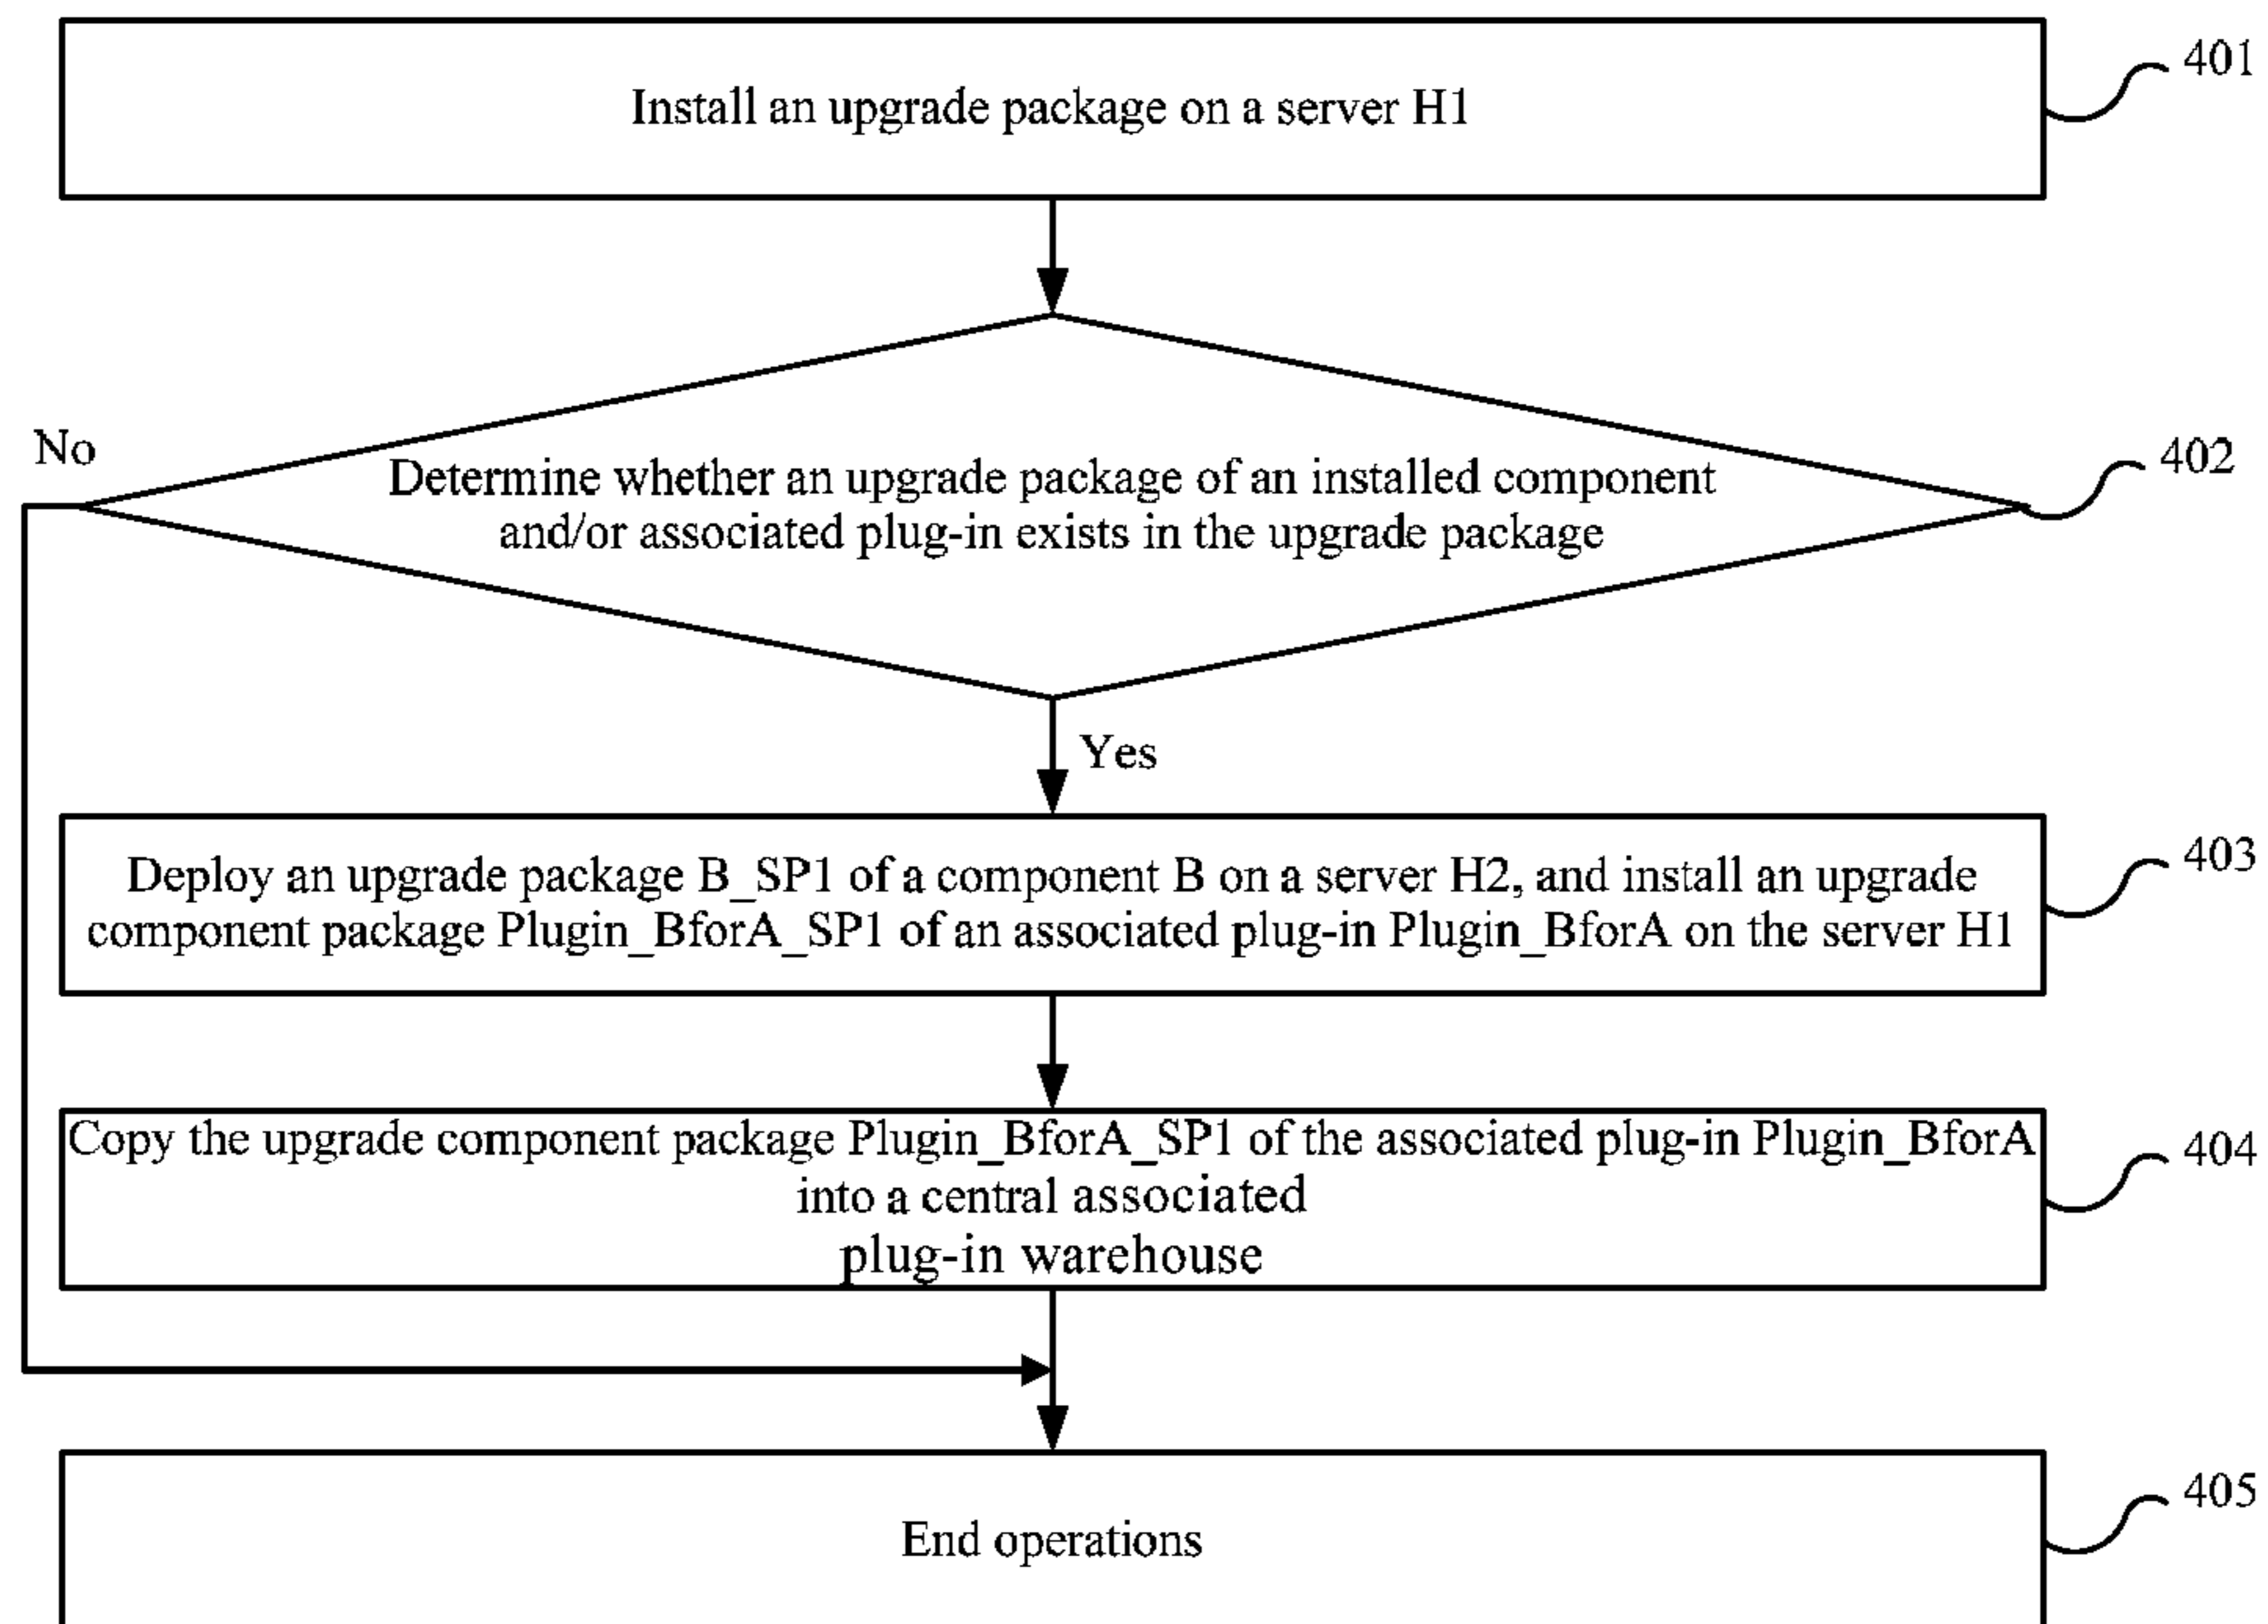 Install an upgrade package on a server H1
401
No
Determine whether an upgrade package of an installed component
and/or associated plug-in exists in the upgrade package
402
Yes
Deploy an upgrade package B_SP1 of a component B on a server H2, and install an upgrade
component package Plugin_BforA_SP1 of an associated plug-in Plugin_BforA on the server H1
403
Copy the upgrade component package Plugin_BforA_SP1 of the associated plug-in Plugin_BforA
into a central associated
plug-in warehouse
404
End operations
405